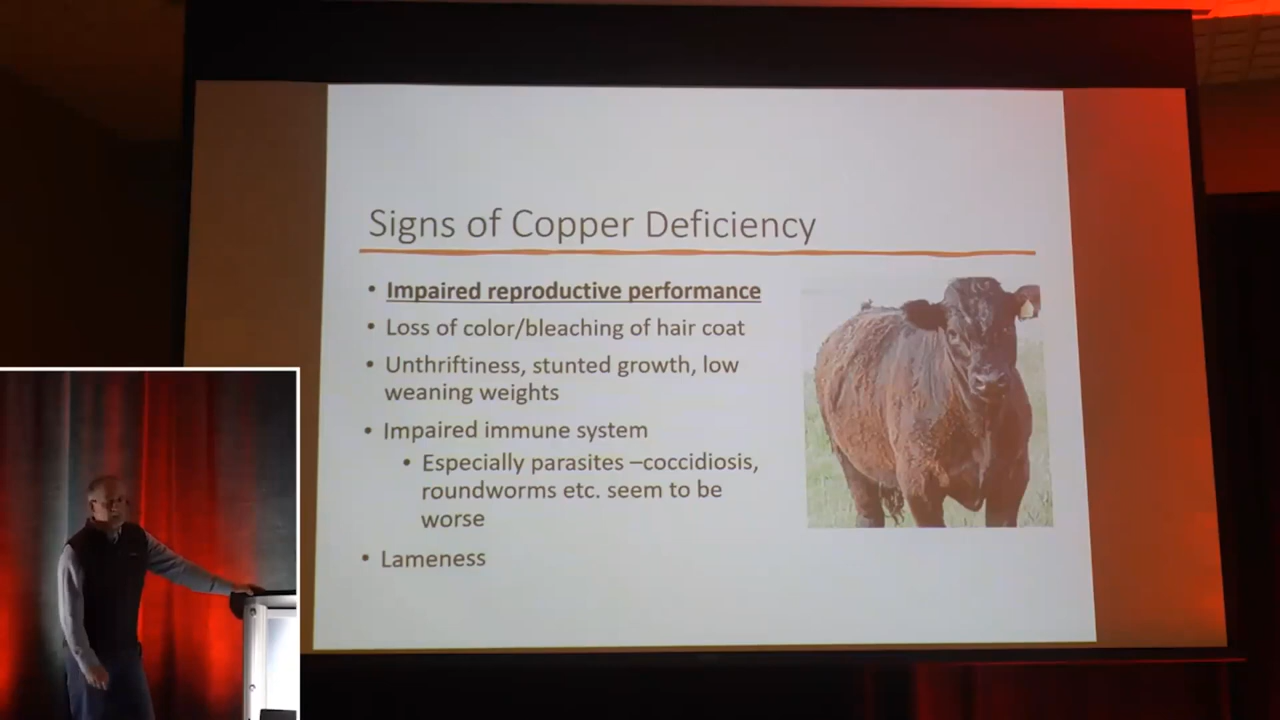 Signs of Copper Deficiency
• Impaired reproductive performance
• Loss of color/bleaching of hair coat
• Unthriftiness, stunted growth, low
weaning weights
• Impaired immune system
• Especially parasites –coccidiosis,
roundworms etc. seem to be
worse
• Lameness